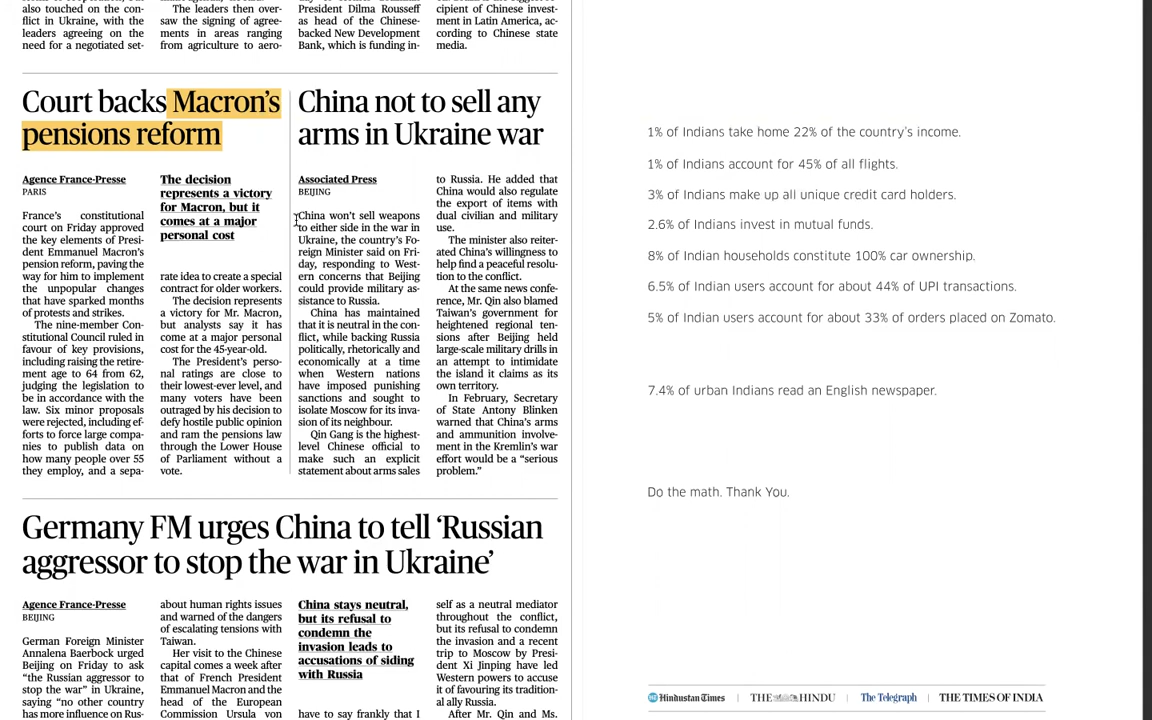 also touched on the con-
flict in Ukraine, with the
leaders agreeing on the
need for a negotiated set-
The leaders then over-
saw the signing of agree-
ments in areas ranging
from agriculture to aero-
President Dilma Rousseff
as head of the Chinese-
backed New Development
Bank, which is funding in-
cipient of Chinese invest-
ment in Latin America, ac-
cording to Chinese state
media.
Court backs Macron's
pensions reform
Agence France-Presse
PARIS
France's constitutional
court on Friday approved
the key elements of Presi-
dent Emmanuel Macron's
pension reform, paving the
way for him to implement
the unpopular changes
that have sparked months
of protests and strikes.
The nine-member Con-
stitutional Council ruled in
favour of key provisions,
including raising the retire-
ment age to 64 from 62,
judging the legislation to
be in accordance with the
law. Six minor proposals
were rejected, including ef-
forts to force large compa-
nies to publish data on
how many people over 55
they employ, and a sepa-
The decision
represents a victory
for Macron, but it
comes at a major
personal cost
rate idea to create a special
contract for older workers.
The decision represents
a victory for Mr. Macron,
but analysts say it has
come at a major personal
cost for the 45-year-old.
The President's perso-
nal ratings are close to
their lowest-ever level, and
many voters have been
outraged by his decision to
defy hostile public opinion
and ram the pensions law
through the Lower House
of Parliament without a
vote.
China not to sell any
arms in Ukraine war
Associated Press
BEIJING
China won't sell weapons
to either side in the war in
Ukraine, the country's Fo-
reign Minister said on Fri-
day, responding to West-
ern concerns that Beijing
could provide military as-
sistance to Russia.
China has maintained
that it is neutral in the con-
flict, while backing Russia
politically, rhetorically and
economically at a time
when Western nations
have imposed punishing
sanctions and sought to
isolate Moscow for its inva-
sion of its neighbour.
Qin Gang is the highest-
level Chinese official to
make such an explicit
statement about arms sales
to Russia. He added that
China would also regulate
the export of items with
dual civilian and military
use.
The minister also reiter-
ated China's willingness to
help find a peaceful resolu-
tion to the conflict.
At the same news confe-
rence, Mr. Qin also blamed
Taiwan's government for
heightened regional ten-
sions after Beijing held
large-scale military drills in
an attempt to intimidate
the island it claims as its
own territory.
In February, Secretary
of State Antony Blinken
warned that China's arms
and ammunition involve-
ment in the Kremlin's war
effort would be a “serious
problem.”
Germany FM urges China to tell ‘Russian
aggressor to stop the war in Ukraine’
Agence France-Presse
BEIJING
German Foreign Minister
Annalena Baerbock urged
Beijing on Friday to ask
“the Russian aggressor to
stop the war” in Ukraine,
saying “no other country
has more influence on Rus-
about human rights issues
and warned of the dangers
of escalating tensions with
Taiwan.
Her visit to the Chinese
capital comes a week after
that of French President
Emmanuel Macron and the
head of the European
Commission Ursula von
China stays neutral,
but its refusal to
condemn the
invasion leads to
accusations of siding
with Russia
have to say frankly that I
self as a neutral mediator
throughout the conflict,
but its refusal to condemn
the invasion and a recent
trip to Moscow by Presi-
dent Xi Jinping have led
Western powers to accuse
it of favouring its tradition-
al ally Russia.
After Mr. Qin and Ms.
1% of Indians take home 22% of the country's income.
1% of Indians account for 45% of all flights.
3% of Indians make up all unique credit card holders.
2.6% of Indians invest in mutual funds.
8% of Indian households constitute 100% car ownership.
6.5% of Indian users account for about 44% of UPI transactions.
5% of Indian users account for about 33% of orders placed on Zomato.
7.4% of urban Indians read an English newspaper.
Do the math. Thank You.
Hindustan Times | THE HINDU | The Telegraph | THE TIMES OF INDIA